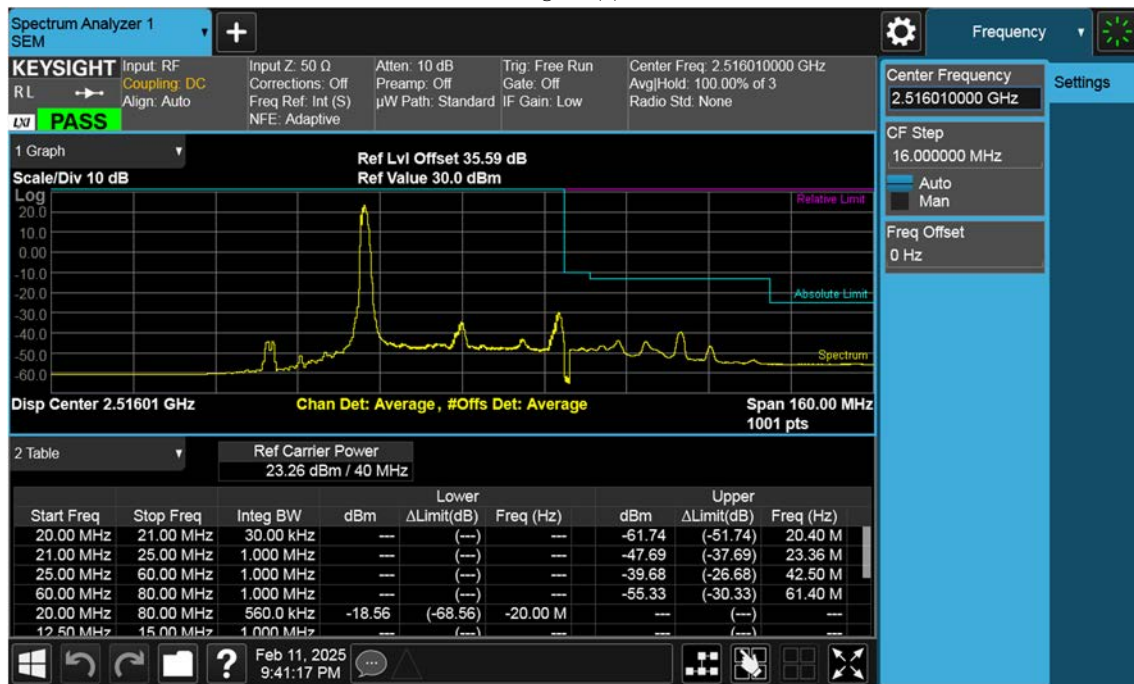 Spectrum Analyzer 1
SEM
+
Frequency
KEYSIGHT
RL
LXI PASS
Input: RF
Coupling: DC
Align: Auto
Input Z: 50 Ω
Corrections: Off
Freq Ref: Int (S)
NFE: Adaptive
Atten: 10 dB
Preamp: Off
µW Path: Standard
Trig: Free Run
Gate: Off
IF Gain: Low
Center Freq: 2.516010000 GHz
Avg|Hold: 100.00% of 3
Radio Std: None
Center Frequency
2.516010000 GHz
Settings
CF Step
16.000000 MHz
Auto
Man
Freq Offset
0 Hz
1 Graph
Scale/Div 10 dB
Ref Lvl Offset 35.59 dB
Ref Value 30.0 dBm
Log
20.0
10.0
0.00
-10.0
-20.0
-30.0
-40.0
-50.0
-60.0
Relative Limit
Absolute Limit
Spectrum
Disp Center 2.51601 GHz
Chan Det: Average, #Offs Det: Average
Span 160.00 MHz
1001 pts
2 Table
Ref Carrier Power
23.26 dBm / 40 MHz
Lower Upper
Start Freq Stop Freq Integ BW dBm ΔLimit(dB) Freq (Hz) dBm ΔLimit(dB) Freq (Hz)
20.00 MHz 21.00 MHz 30.00 kHz --- (---) --- -61.74 (-51.74) 20.40 M
21.00 MHz 25.00 MHz 1.000 MHz --- (---) --- -47.69 (-37.69) 23.36 M
25.00 MHz 60.00 MHz 1.000 MHz --- (---) --- -39.68 (-26.68) 42.50 M
60.00 MHz 80.00 MHz 1.000 MHz --- (---) --- -55.33 (-30.33) 61.40 M
20.00 MHz 80.00 MHz 560.0 kHz -18.56 (-68.56) -20.00 M --- (---) ---
12.50 MHz 15.00 MHz 1.000 MHz --- (---) --- --- (---) ---
?
Feb 11, 2025
9:41:17 PM